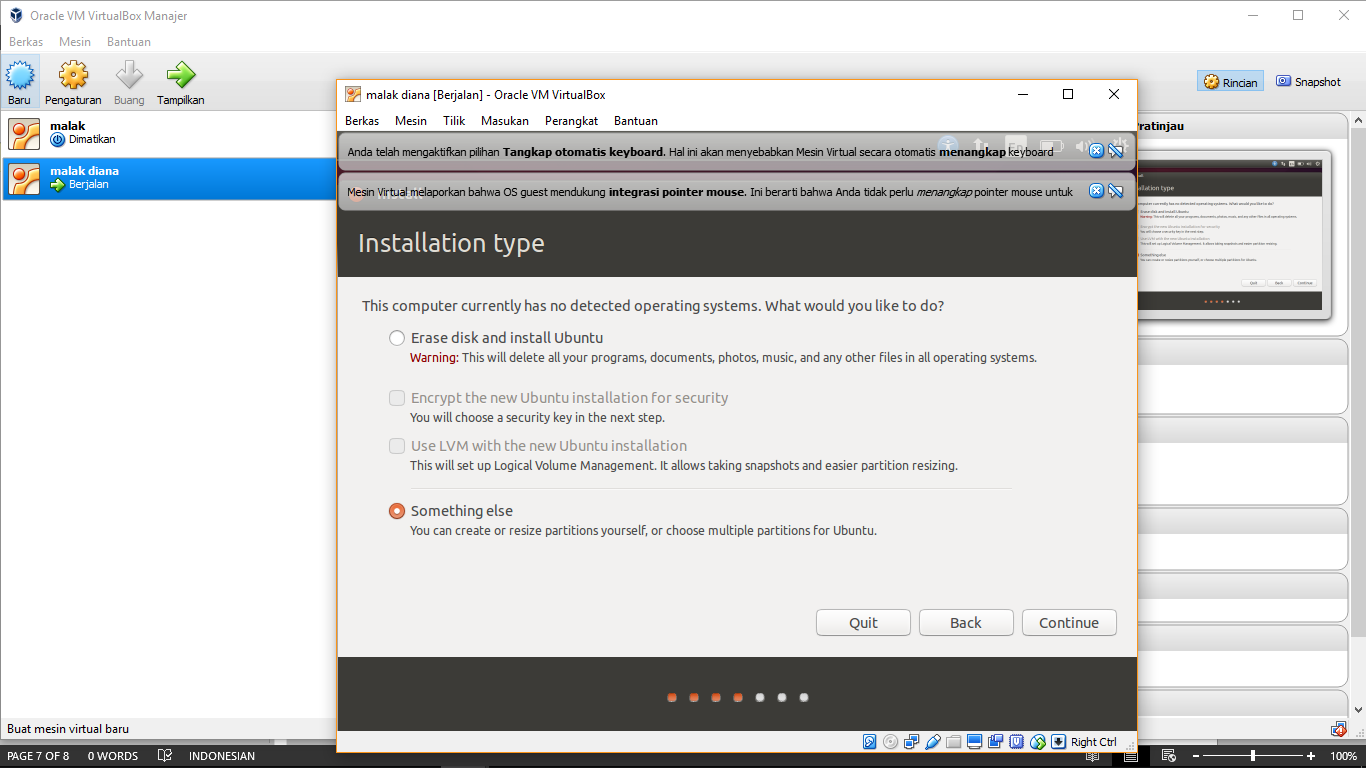 Oracle VM VirtualBox Manajer
Berkas Mesin Bantuan
Baru Pengaturan Buang Tampilkan
Rincian Snapshot
malak
Dimatikan
malak diana
Berjalan
malak diana [Berjalan] - Oracle VM VirtualBox
Berkas Mesin Tilik Masukan Perangkat Bantuan
Anda telah mengaktifkan pilihan Tangkap otomatis keyboard. Hal ini akan menyebabkan Mesin Virtual secara otomatis menangkap keyboard
Mesin Virtual melaporkan bahwa OS guest mendukung integrasi pointer mouse. Ini berarti bahwa Anda tidak perlu menangkap pointer mouse untuk
Installation type
This computer currently has no detected operating systems. What would you like to do?
Erase disk and install Ubuntu
Warning: This will delete all your programs, documents, photos, music, and any other files in all operating systems.
Encrypt the new Ubuntu installation for security
You will choose a security key in the next step.
Use LVM with the new Ubuntu installation
This will set up Logical Volume Management. It allows taking snapshots and easier partition resizing.
Something else
You can create or resize partitions yourself, or choose multiple partitions for Ubuntu.
Quit Back Continue
Right Ctrl
ratinjau
Buat mesin virtual baru
PAGE 7 OF 8 0 WORDS INDONESIAN
100%